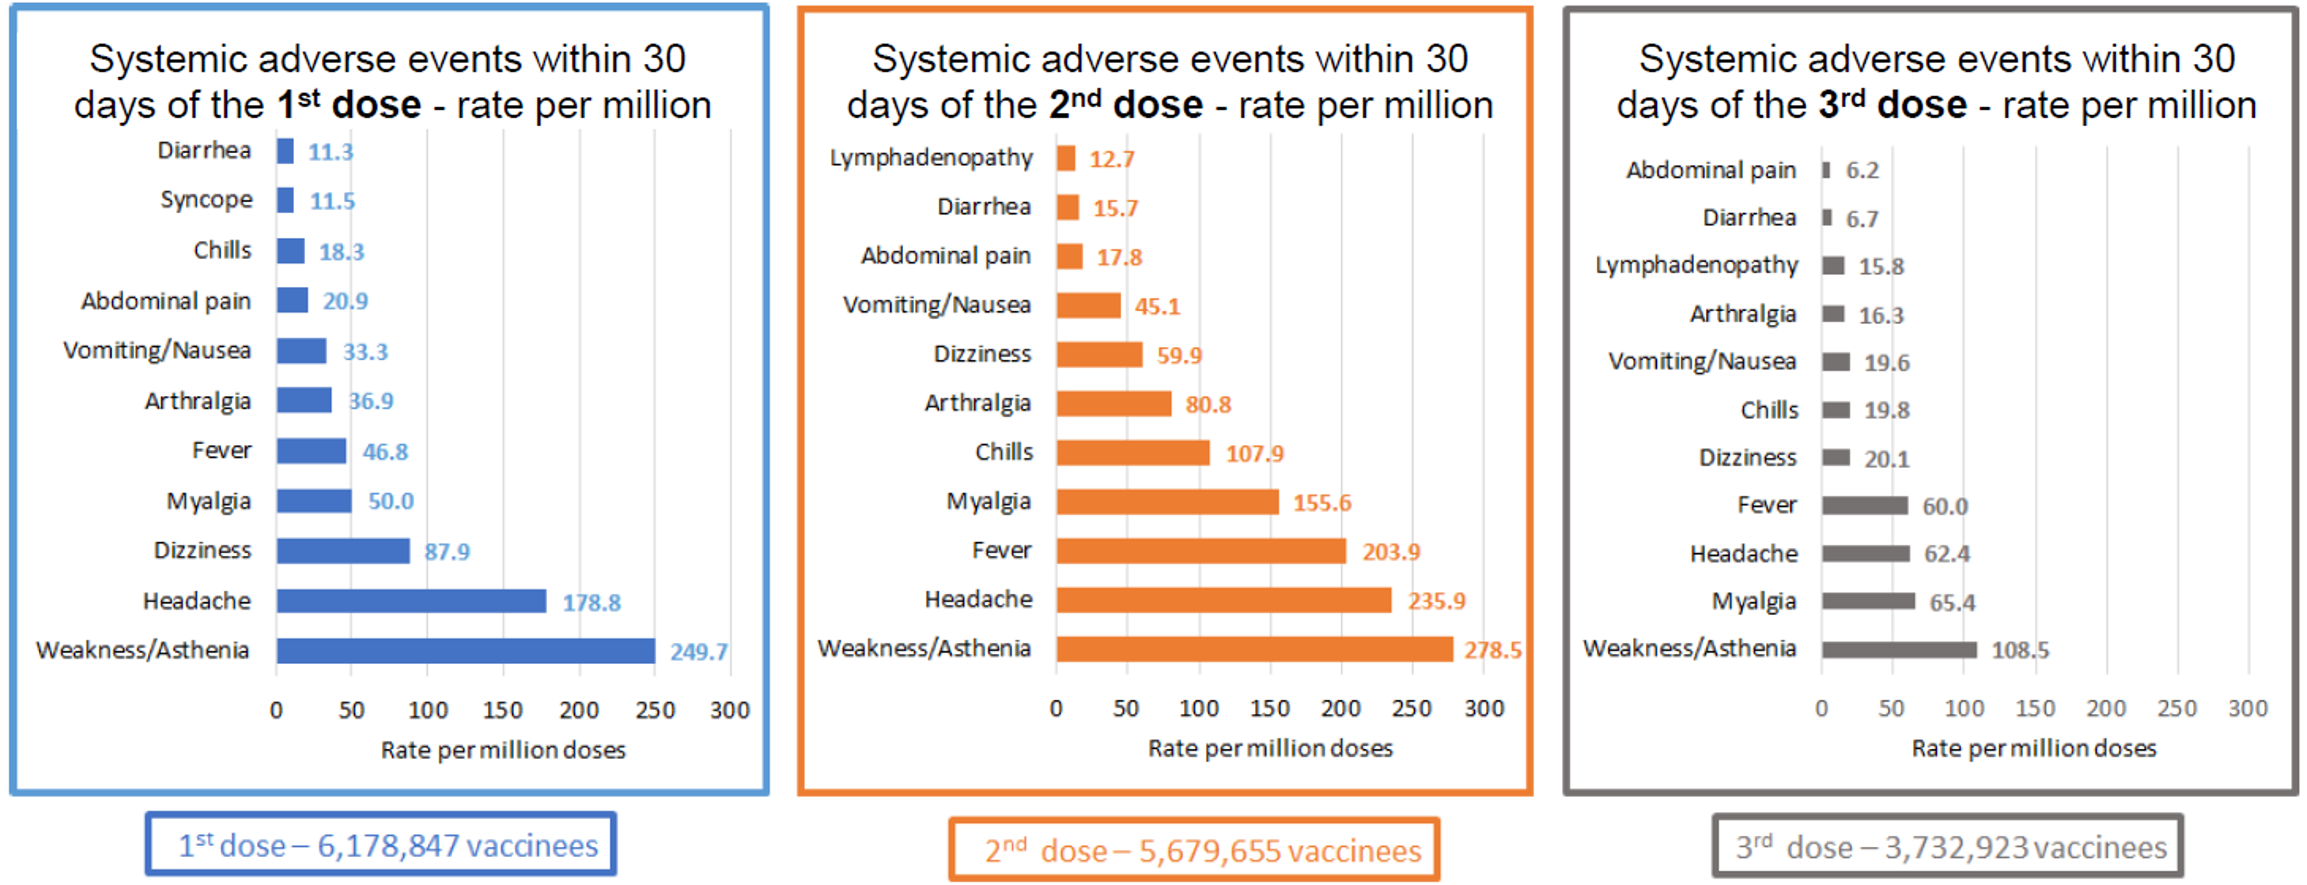 Systemic adverse events within 30
days of the 1st dose - rate per million
Diarrhea 11.3
Syncope 11.5
Chills 18.3
Abdominal pain 20.9
Vomiting/Nausea 33.3
Arthralgia 36.9
Fever 46.8
Myalgia 50.0
Dizziness 87.9
Headache 178.8
Weakness/Asthenia 249.7
0 50 100 150 200 250 300
Rate per million doses
1st dose – 6,178,847 vaccinees
Systemic adverse events within 30
days of the 2nd dose - rate per million
Lymphadenopathy 12.7
Diarrhea 15.7
Abdominal pain 17.8
Vomiting/Nausea 45.1
Dizziness 59.9
Arthralgia 80.8
Chills 107.9
Myalgia 155.6
Fever 203.9
Headache 235.9
Weakness/Asthenia 278.5
0 50 100 150 200 250 300
Rate per million doses
2nd dose – 5,679,655 vaccinees
Systemic adverse events within 30
days of the 3rd dose - rate per million
Abdominal pain 6.2
Diarrhea 6.7
Lymphadenopathy 15.8
Arthralgia 16.3
Vomiting/Nausea 19.6
Chills 19.8
Dizziness 20.1
Fever 60.0
Headache 62.4
Myalgia 65.4
Weakness/Asthenia 108.5
0 50 100 150 200 250 300
Rate per million doses
3rd dose – 3,732,923 vaccinees